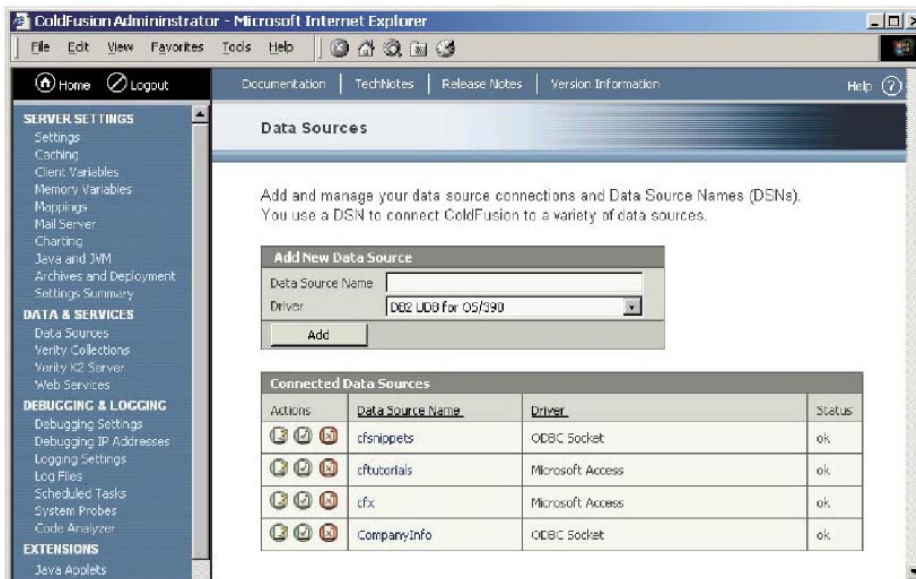 ColdFusion Admininstrator - Microsoft Internet Explorer
File Edit View Favorites Tools Help
Home Logout
Documentation TechNotes Release Notes Version Information Help ?
SERVER SETTINGS
Settings
Caching
Client Variables
Memory Variables
Mappings
Mail Server
Charting
Java and JVM
Archives and Deployment
Settings Summary
DATA & SERVICES
Data Sources
Verity Collections
Verity K2 Server
Web Services
DEBUGGING & LOGGING
Debugging Settings
Debugging IP Addresses
Logging Settings
Log Files
Scheduled Tasks
System Probes
Code Analyzer
EXTENSIONS
Java Applets
Data Sources
Add and manage your data source connections and Data Source Names (DSNs).
You use a DSN to connect ColdFusion to a variety of data sources.
Add New Data Source
Data Source Name
Driver DB2 UDB for OS/390
Add
Connected Data Sources
Actions Data Source Name Driver Status
cfsnippets ODBC Socket ok
cftutorials Microsoft Access ok
cfx Microsoft Access ok
CompanyInfo ODBC Socket ok